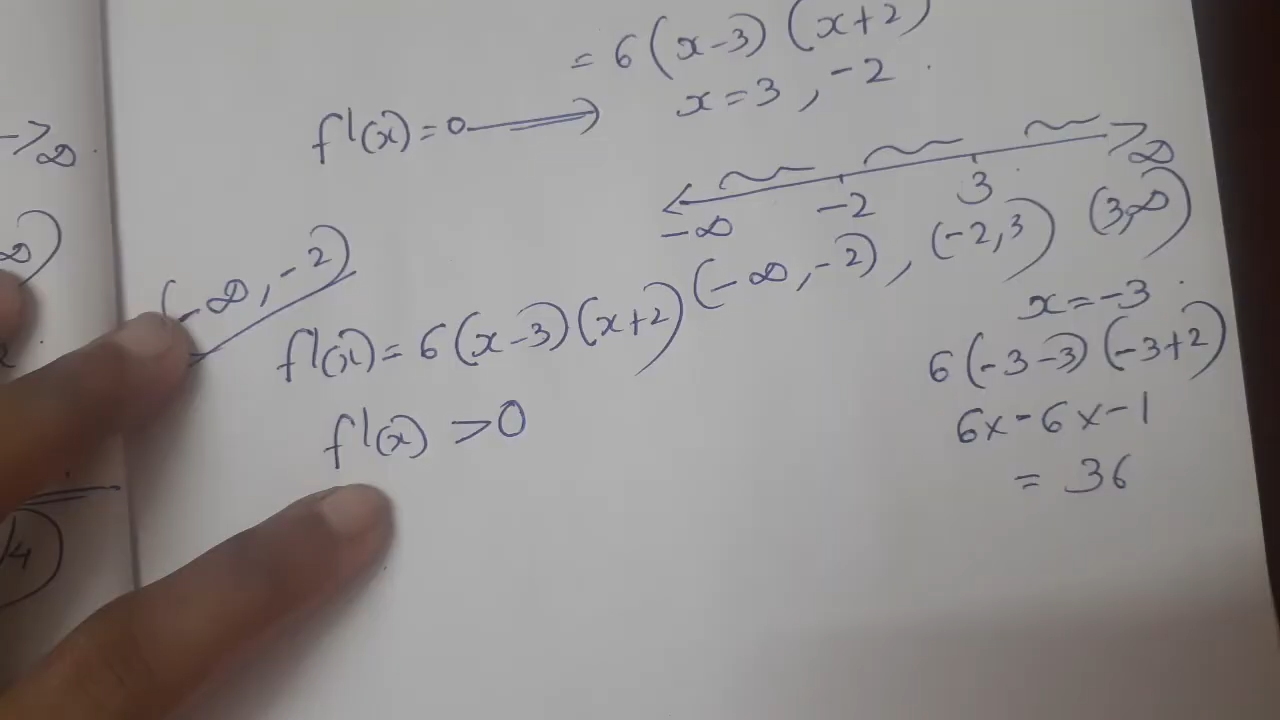 = 6(x-3)(x+2)
f'(x)=0 ⟹ x=3, -2
-∞ -2 3 ∞
(-∞,-2), (-2,3) (3,∞)
(-∞,-2)
f'(x)=6(x-3)(x+2)
f'(x) >0
x=-3
6(-3-3)(-3+2)
6x-6x-1
= 36
→∞
∞)
/4